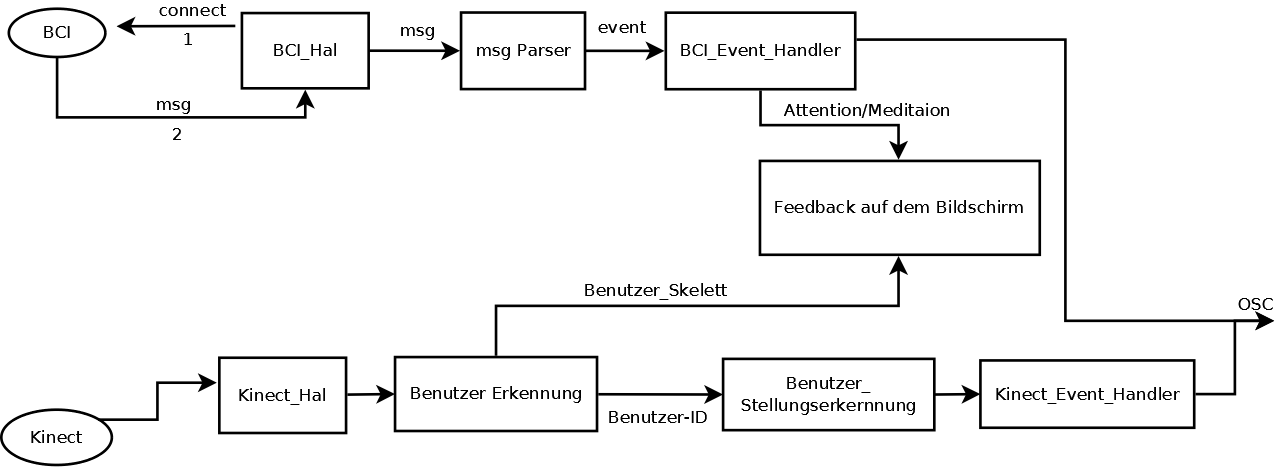 connect
BCI
1
BCI_Hal
msg
msg Parser
event
BCI_Event_Handler
msg
2
Attention/Meditaion
Feedback auf dem Bildschirm
Benutzer_Skelett
OSC
Kinect
Kinect_Hal
Benutzer Erkennung
Benutzer-ID
Benutzer_
Stellungserkernnung
Kinect_Event_Handler